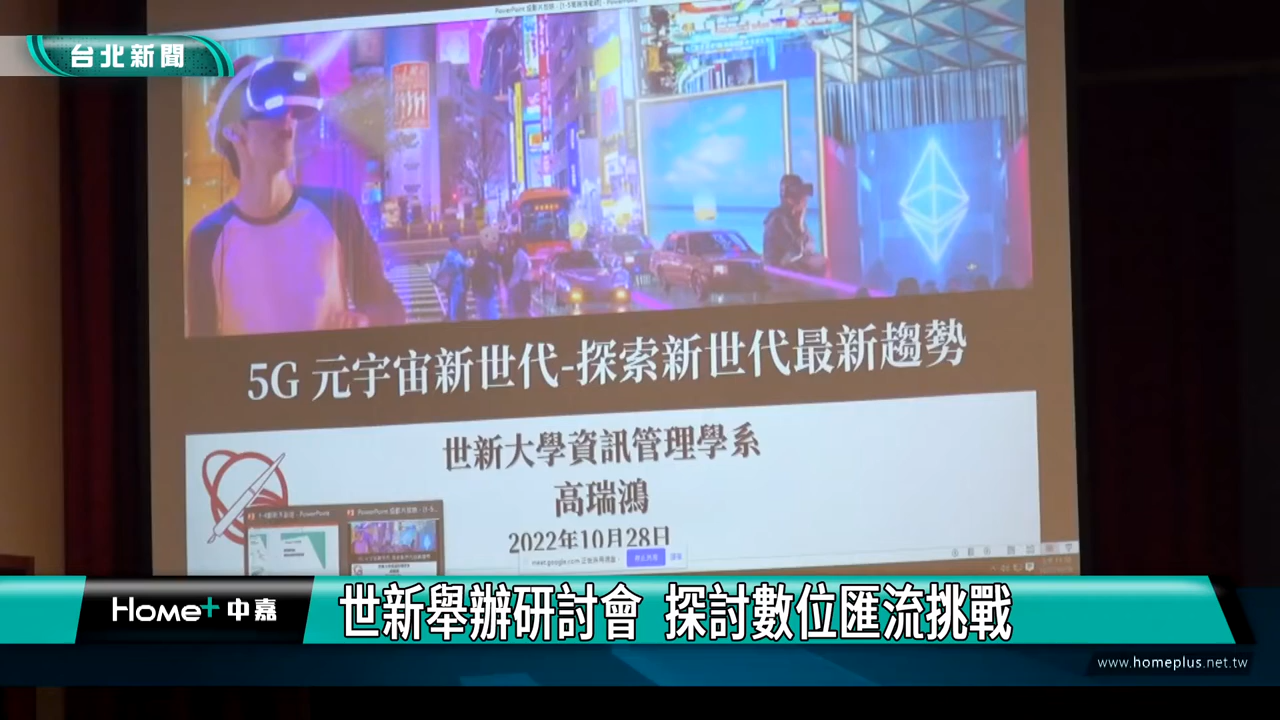 台北新聞
5G 元宇宙新世代-探索新世代最新趨勢
世新大學資訊管理學系
高瑞鴻
2022年10月28日
Home+ 中嘉
世新舉辦研討會 探討數位匯流挑戰
www.homeplus.net.tw